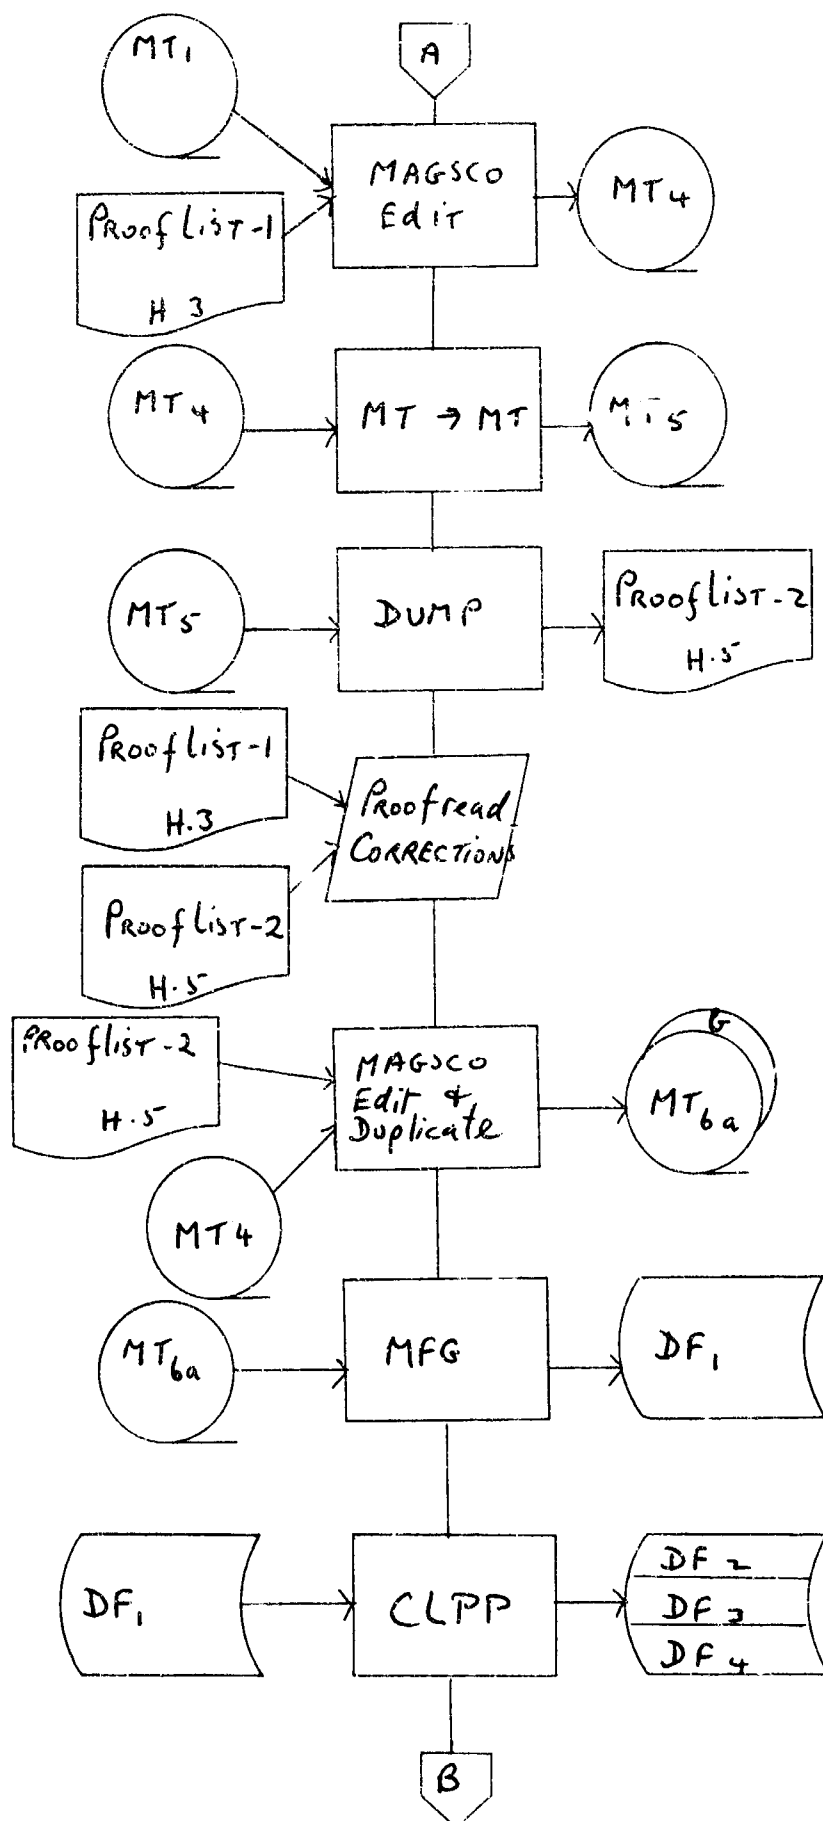 MT1
A
MAGSCO
Edit
MT4
Prooflist-1
H 3
MT4
MT → MT
MT5
MT5
DUMP
Prooflist-2
H.5
Prooflist-1
H.3
Proofread
CORRECTIONS
Prooflist-2
H.5
Prooflist-2
H.5
MAGSCO
Edit &
Duplicate
MT6a
MT4
MT6a
MFG
DF1
DF1
CLPP
DF2
DF3
DF4
B